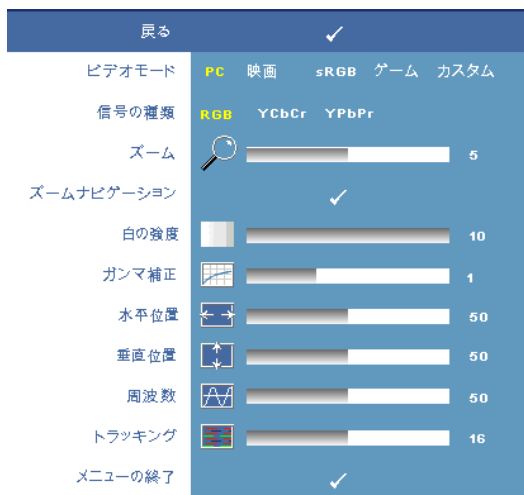 戻る
ビデオモード PC 映画 sRGB ゲーム カスタム
信号の種類 RGB YCbCr YPbPr
ズーム 5
ズームナビゲーション
白の強度 10
ガンマ補正 1
水平位置 50
垂直位置 50
周波数 50
トラッキング 16
メニューの終了